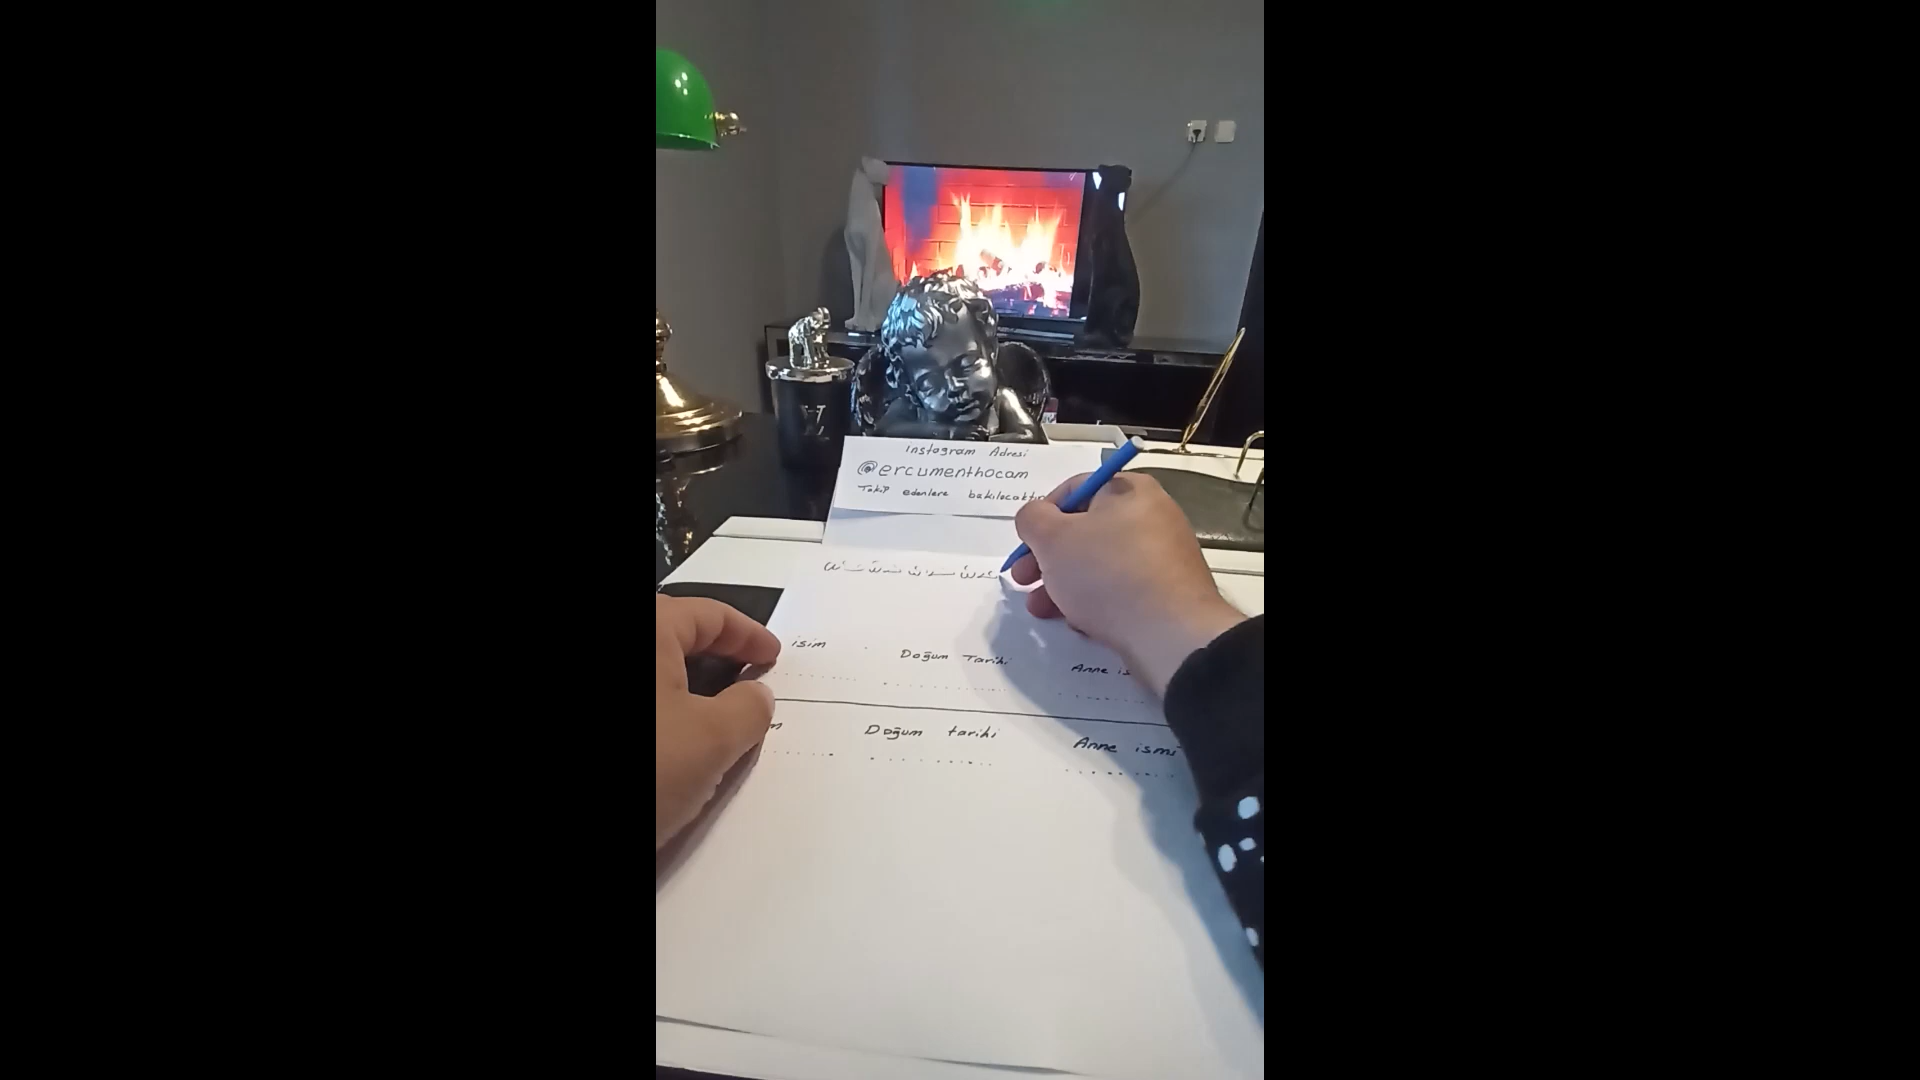 instagram Adresi
@ercumenthocam
Takip edenlere bakılacaktır
isim Doğum Tarihi Anne is
Doğum tarihi Anne ismi